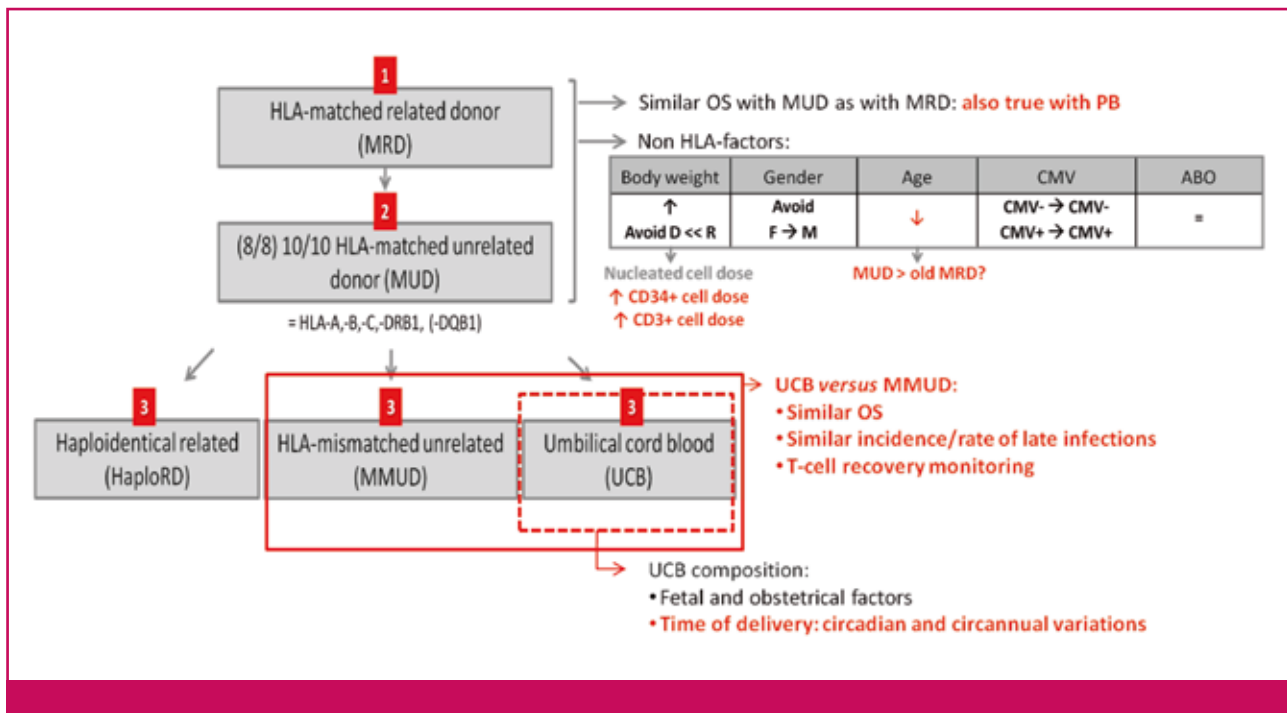 1
HLA-matched related donor
(MRD)
2
(8/8) 10/10 HLA-matched unrelated
donor (MUD)
= HLA-A,-B,-C,-DRB1, (-DQB1)
→ Similar OS with MUD as with MRD: also true with PB
→ Non HLA-factors:
Body weight Gender Age CMV ABO
↑ Avoid ↓ CMV- → CMV- =
Avoid D << R F → M CMV+ → CMV+
Nucleated cell dose MUD > old MRD?
↑ CD34+ cell dose
↑ CD3+ cell dose
3
Haploidentical related
(HaploRD)
3
HLA-mismatched unrelated
(MMUD)
3
Umbilical cord blood
(UCB)
UCB versus MMUD:
• Similar OS
• Similar incidence/rate of late infections
• T-cell recovery monitoring
UCB composition:
• Fetal and obstetrical factors
• Time of delivery: circadian and circannual variations